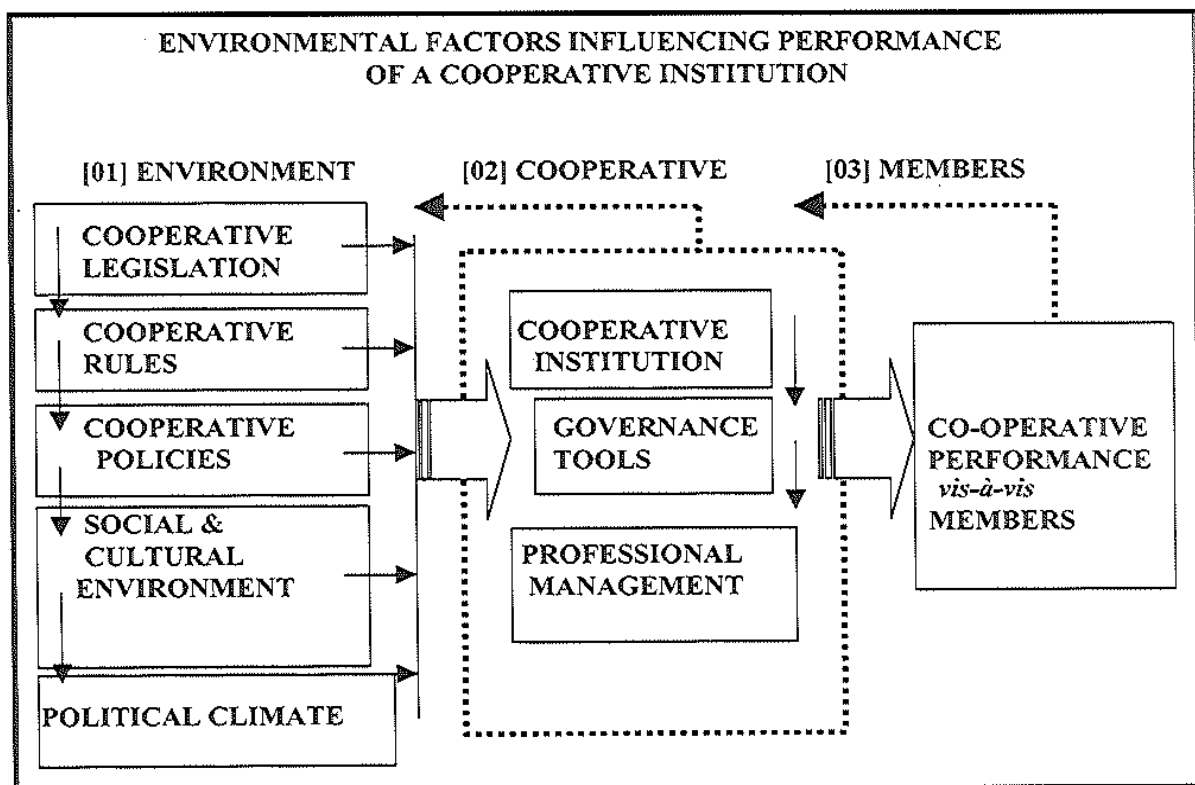 ENVIRONMENTAL FACTORS INFLUENCING PERFORMANCE
OF A COOPERATIVE INSTITUTION
[01] ENVIRONMENT
[02] COOPERATIVE
[03] MEMBERS
COOPERATIVE
LEGISLATION
COOPERATIVE
RULES
COOPERATIVE
POLICIES
SOCIAL &
CULTURAL
ENVIRONMENT
POLITICAL CLIMATE
COOPERATIVE
INSTITUTION
GOVERNANCE
TOOLS
PROFESSIONAL
MANAGEMENT
CO-OPERATIVE
PERFORMANCE
vis-à-vis
MEMBERS